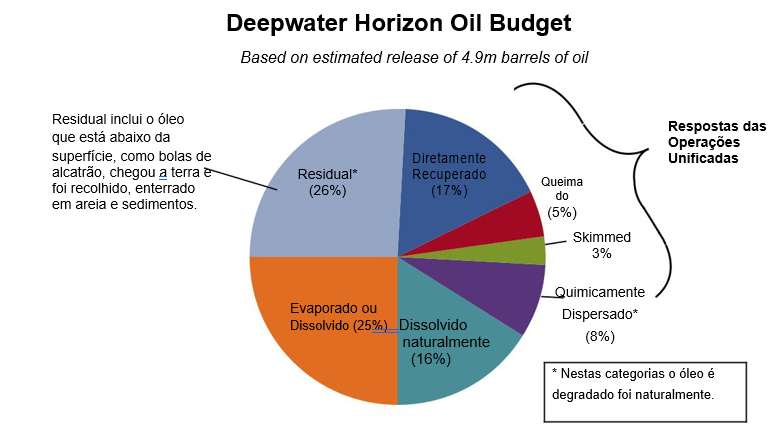 Deepwater Horizon Oil Budget
Based on estimated release of 4.9m barrels of oil
Residual inclui o óleo
que está abaixo da
superfície, como bolas de
alcatrão, chegou a terra e
foi recolhido, enterrado
em areia e sedimentos.
Respostas das
Operações
Unificadas
Residual*
(26%)
Diretamente
Recuperado
(17%)
Queima
do
(5%)
Skimmed
3%
Quimicamente
Dispersado*
(8%)
Evaporado ou
Dissolvido (25%)
Dissolvido
naturalmente
(16%)
* Nestas categorias o óleo é
degradado foi naturalmente.